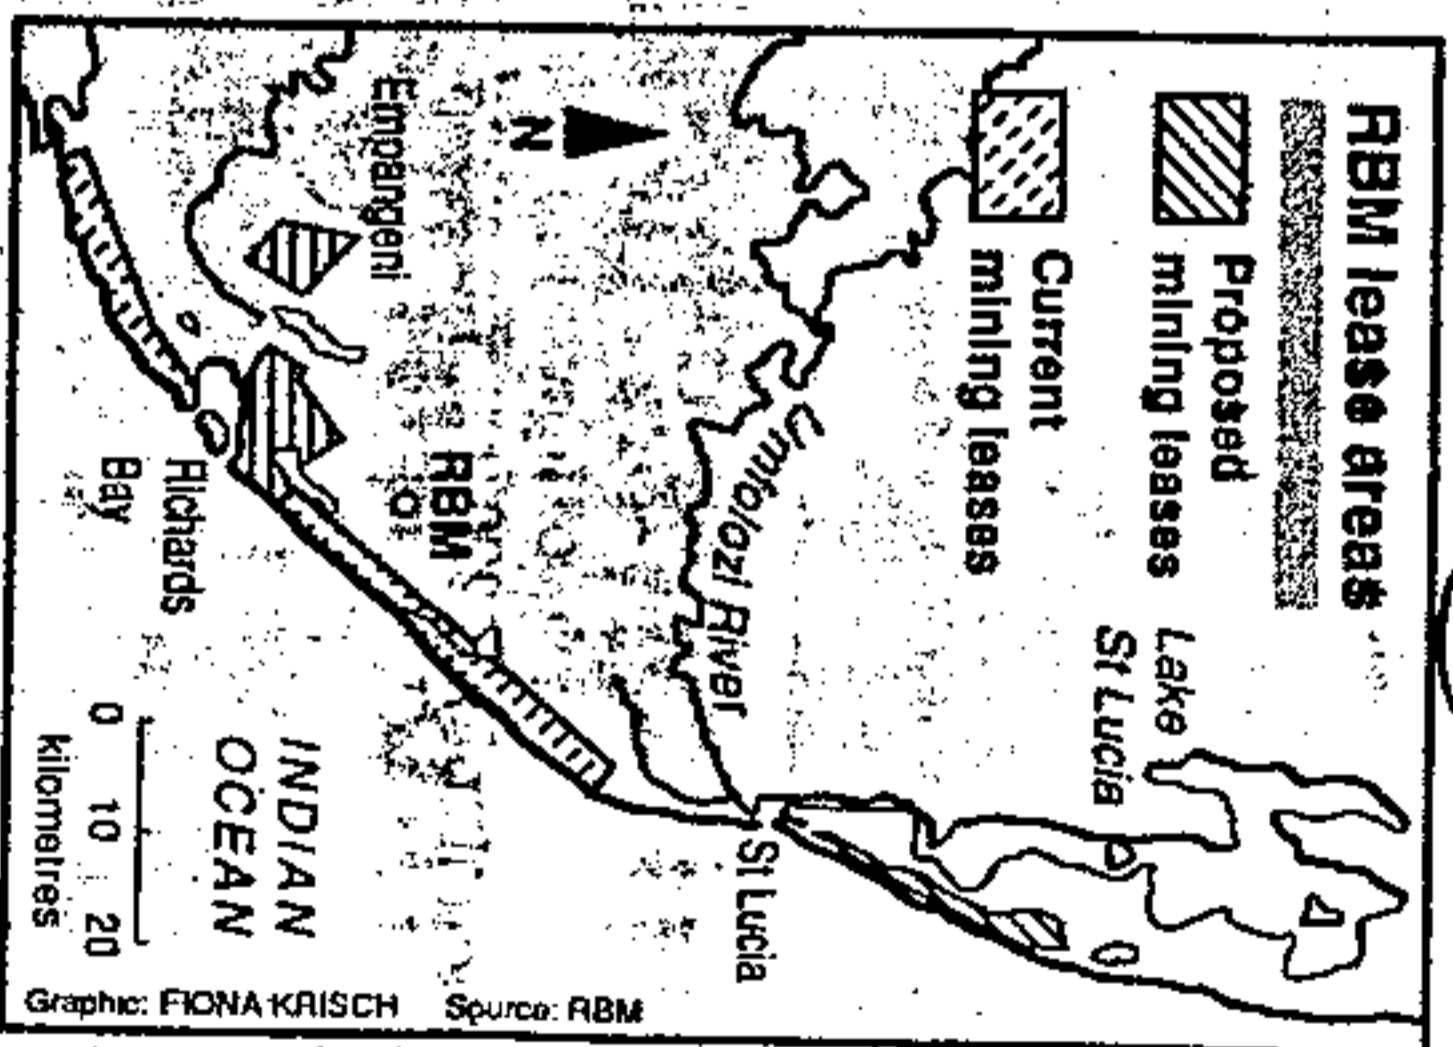 RBM lease areas
Proposed
mining leases
Current
mining leases
Lake
St Lucia
Umfolozi River
N
Empangeni
RBM
St Lucia
Richards
Bay
INDIAN
OCEAN
0 10 20
kilometres
Graphic: FIONA KRISCH Source: RBM